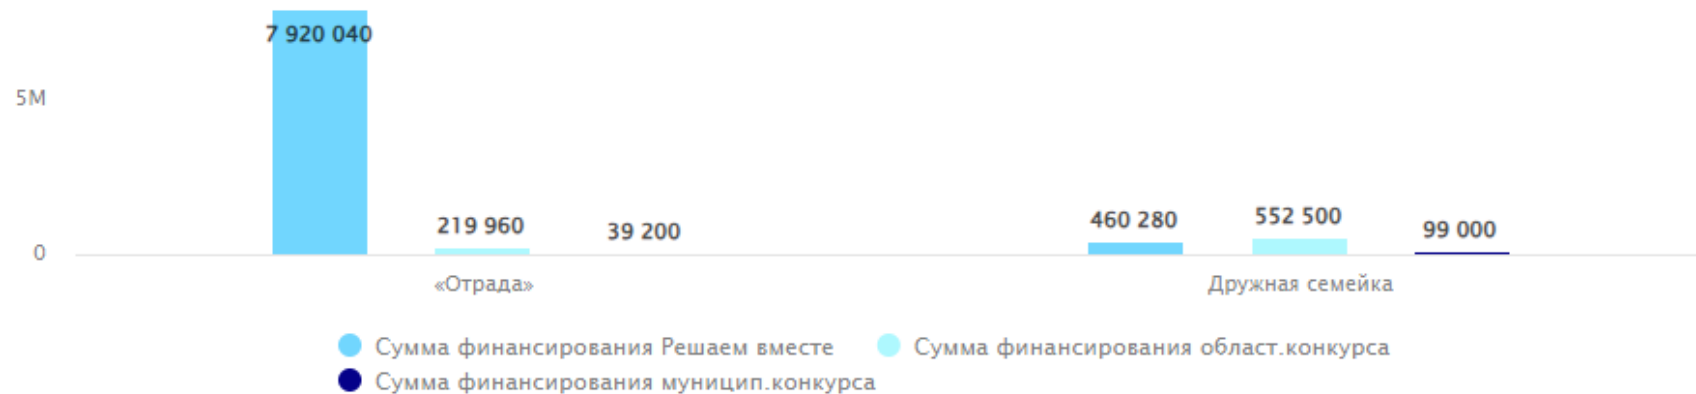 7 920 040
5M
219 960
39 200
460 280
552 500
99 000
0
«Отрада»
Дружная семейка
Сумма финансирования Решаем вместе
Сумма финансирования област.конкурса
Сумма финансирования муницип.конкурса